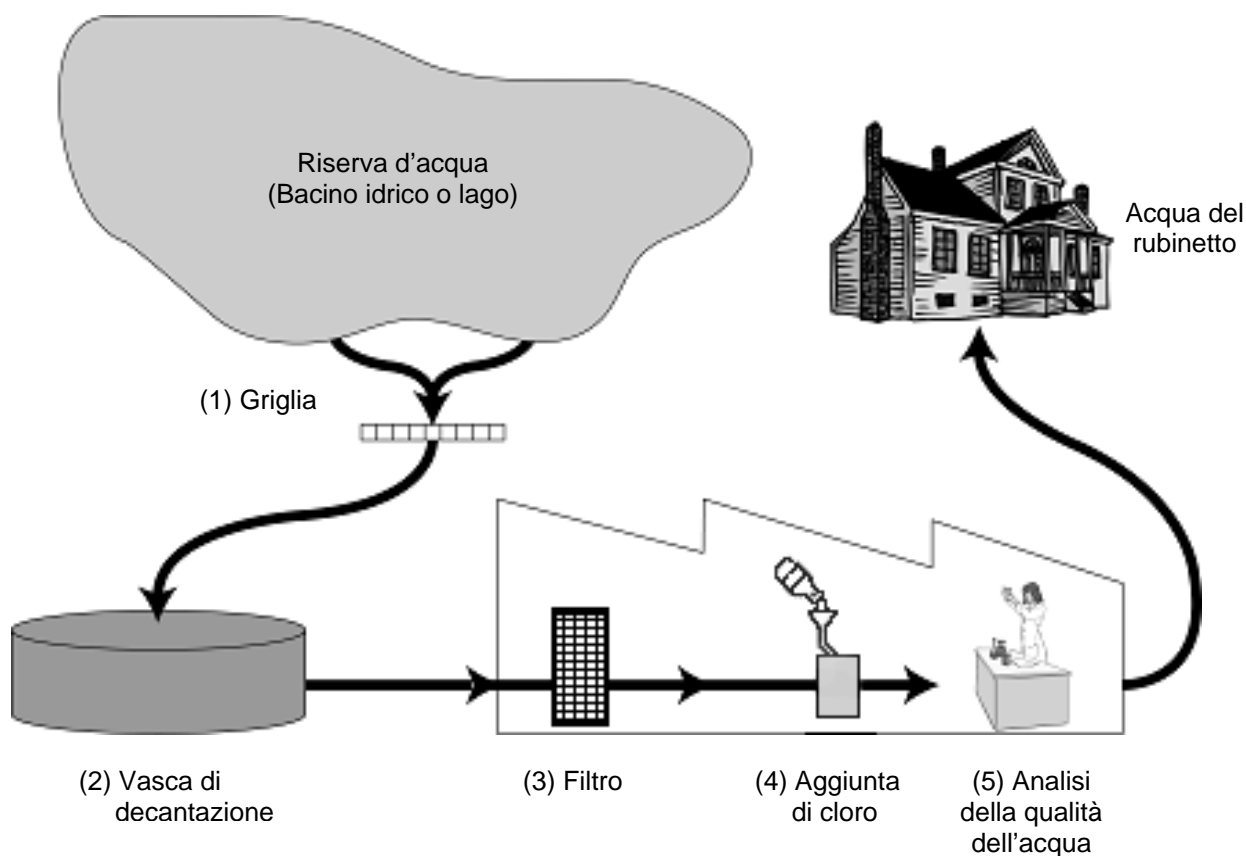 Riserva d’acqua
(Bacino idrico o lago)
Acqua del
rubinetto
(1) Griglia
(2) Vasca di
decantazione
(3) Filtro
(4) Aggiunta
di cloro
(5) Analisi
della qualità
dell’acqua